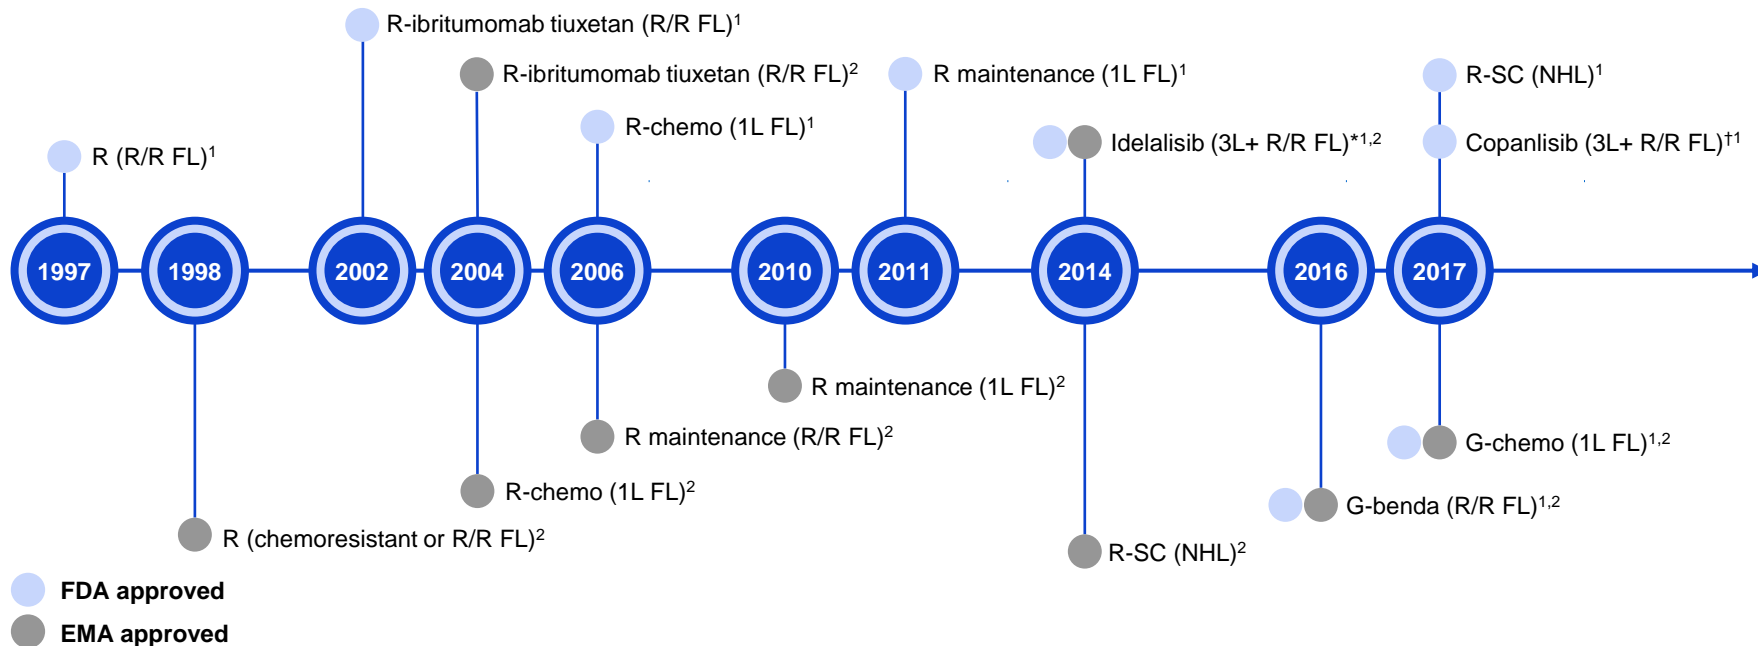 R-ibritumomab tiuxetan (R/R FL)¹
R-ibritumomab tiuxetan (R/R FL)²
R maintenance (1L FL)¹
R-SC (NHL)¹
R-chemo (1L FL)¹
Idelalisib (3L+ R/R FL)*¹,²
Copanlisib (3L+ R/R FL)†¹
R (R/R FL)¹
1997
1998
2002
2004
2006
2010
2011
2014
2016
2017
R maintenance (1L FL)²
R maintenance (R/R FL)²
G-chemo (1L FL)¹,²
R-chemo (1L FL)²
G-benda (R/R FL)¹,²
R (chemoresistant or R/R FL)²
R-SC (NHL)²
FDA approved
EMA approved